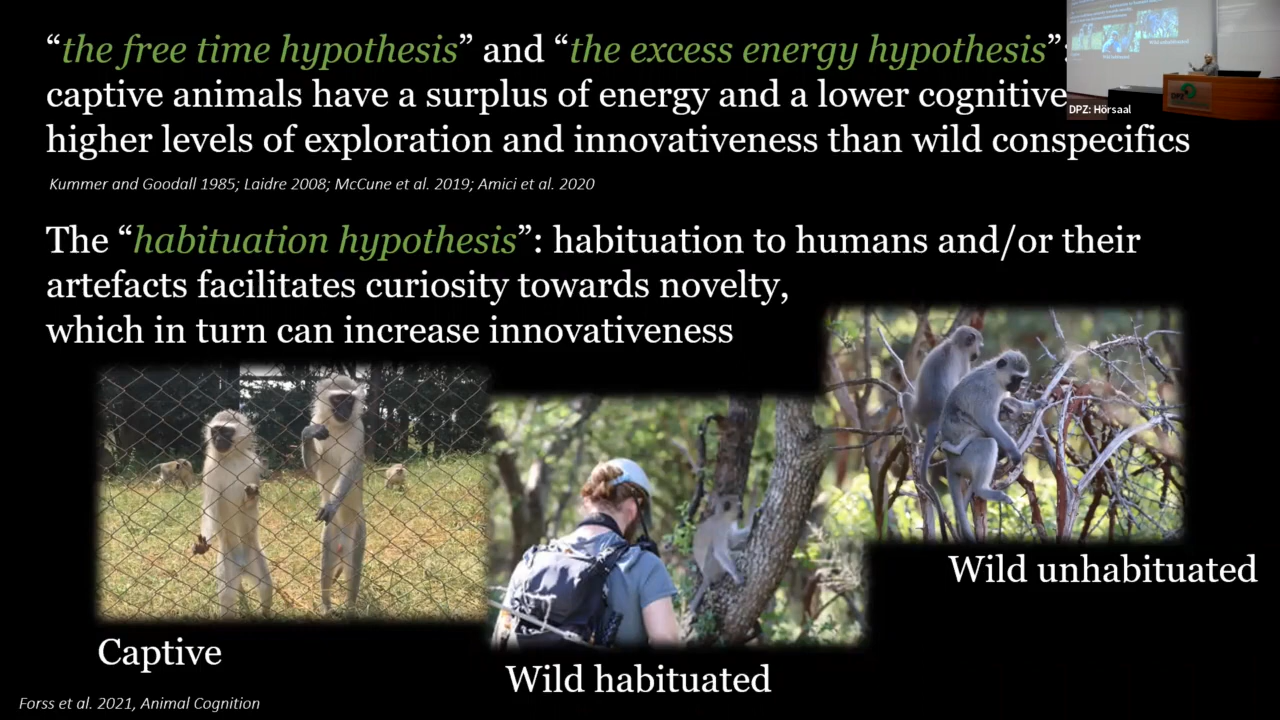 “the free time hypothesis” and “the excess energy hypothesis”:
captive animals have a surplus of energy and a lower cognitive
higher levels of exploration and innovativeness than wild conspecifics
Kummer and Goodall 1985; Laidre 2008; McCune et al. 2019; Amici et al. 2020
The “habituation hypothesis”: habituation to humans and/or their
artefacts facilitates curiosity towards novelty,
which in turn can increase innovativeness
Wild unhabituated
Captive
Wild habituated
Forss et al. 2021, Animal Cognition
DPZ
DPZ: Hörsaal